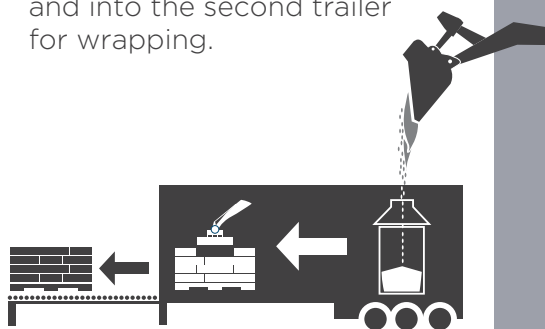 and into the second trailer
for wrapping.